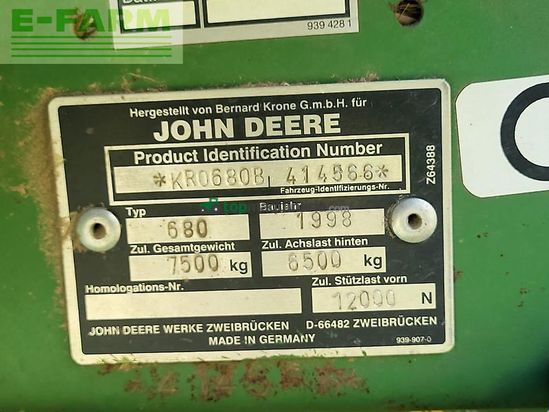 E-FARM
939 428 1
Hergestellt von Bernard Krone G.m.b.H. für
JOHN DEERE
Product Identification Number
*KR0680B 414566*
Fahrzeug-Identifizierungs-Nr.
Z64388
Typ
Baujahr
680
1998
Zul. Gesamtgewicht
Zul. Achslast hinten
7500 kg
6500 kg
Homologations-Nr.
Zul. Stützlast vorn
12000 N
JOHN DEERE WERKE ZWEIBRÜCKEN
D-66482 ZWEIBRÜCKEN
MADE IN GERMANY
939-907-0